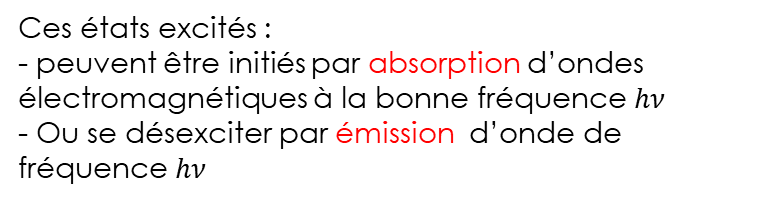 Ces états excités :
- peuvent être initiés par absorption d’ondes
électromagnétiques à la bonne fréquence hν
- Ou se désexciter par émission d’onde de
fréquence hν